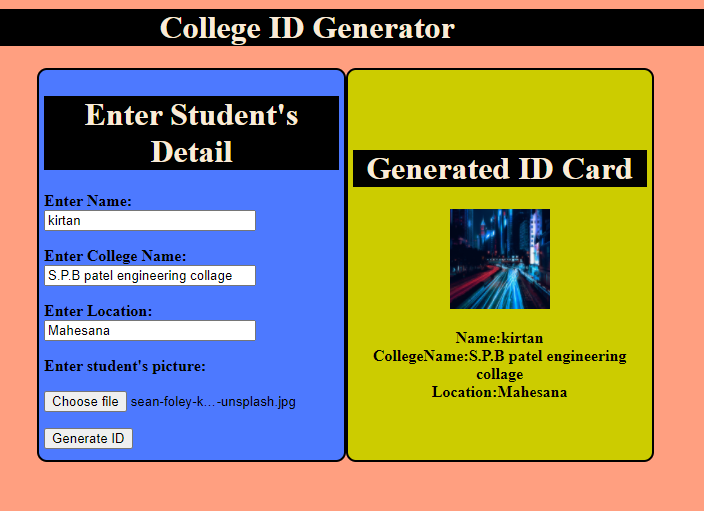 College ID Generator
Enter Student's
Detail
Enter Name:
kirtan
Enter College Name:
S.P.B patel engineering collage
Enter Location:
Mahesana
Enter student's picture:
Choose file sean-foley-k...-unsplash.jpg
Generate ID
Generated ID Card
Name:kirtan
CollegeName:S.P.B patel engineering
collage
Location:Mahesana